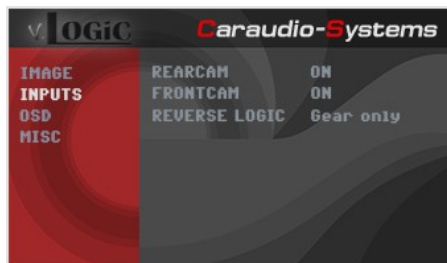 V.LOGiC Caraudio-Systems
IMAGE REARCAM ON
INPUTS FRONTCAM ON
OSD REVERSE LOGIC Gear only
MISC